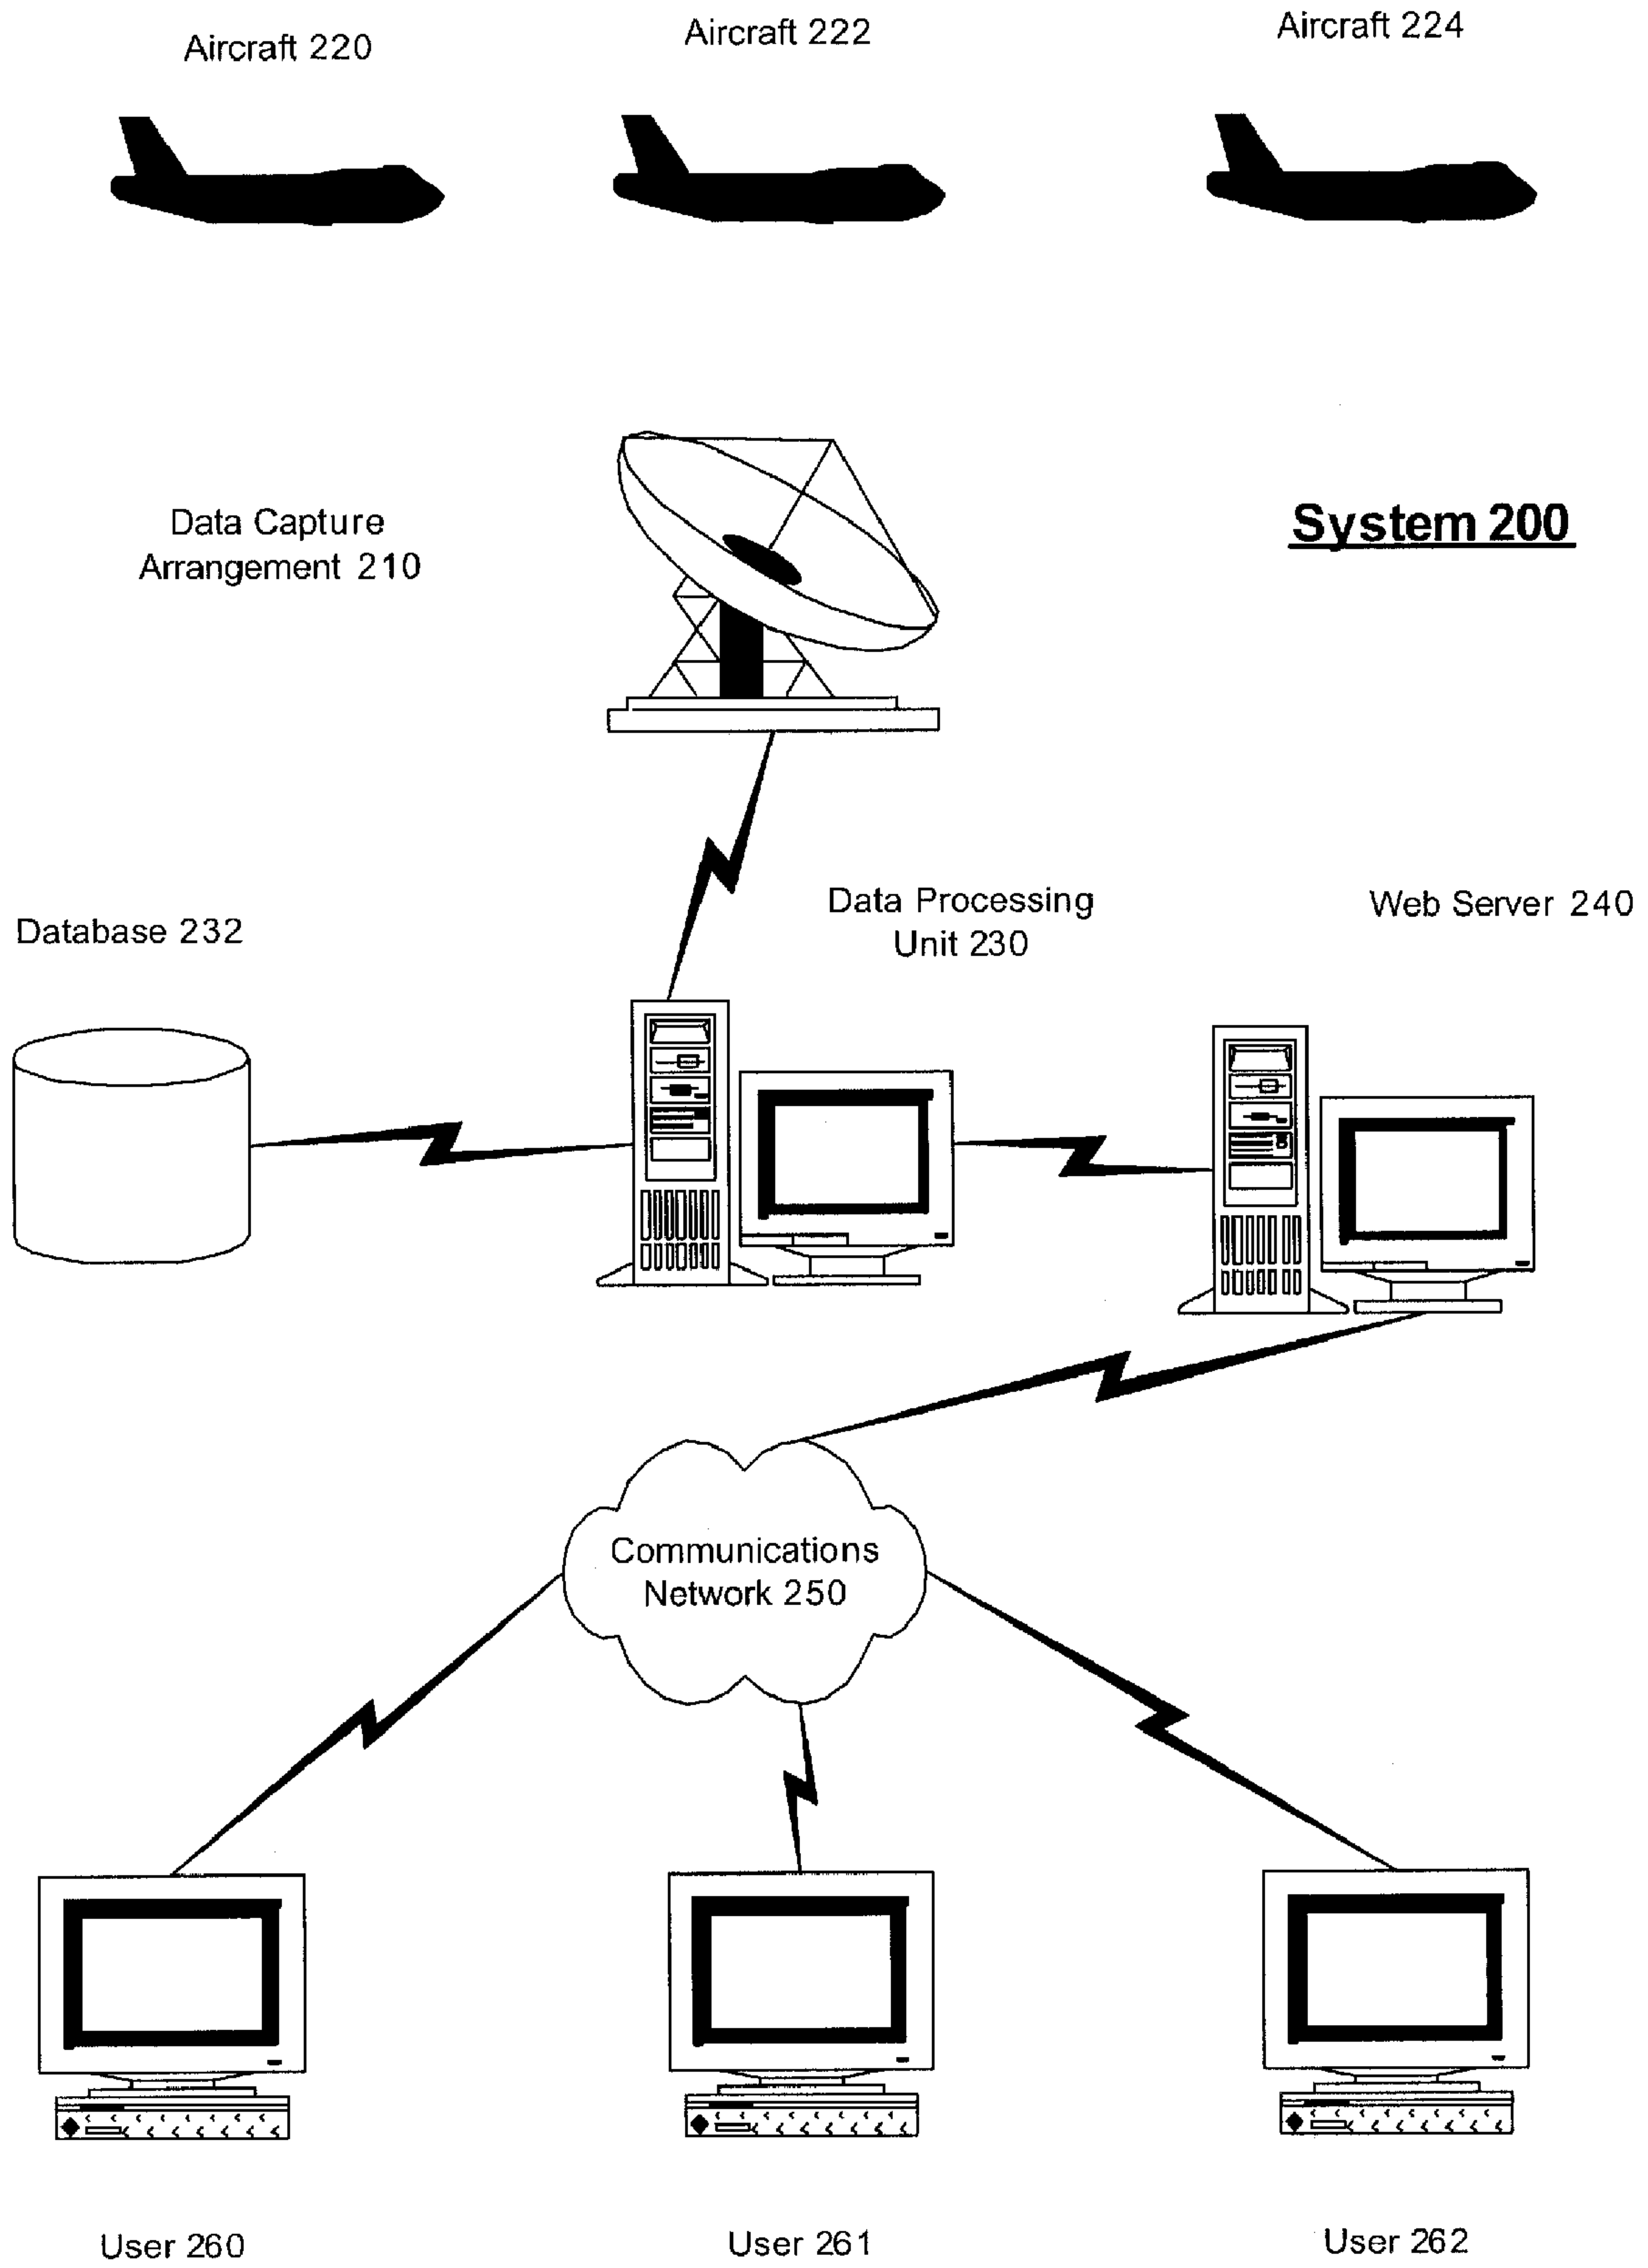 Aircraft 220
Aircraft 222
Aircraft 224
Data Capture
Arrangement 210
System 200
Database 232
Data Processing
Unit 230
Web Server 240
Communications
Network 250
User 260
User 261
User 262